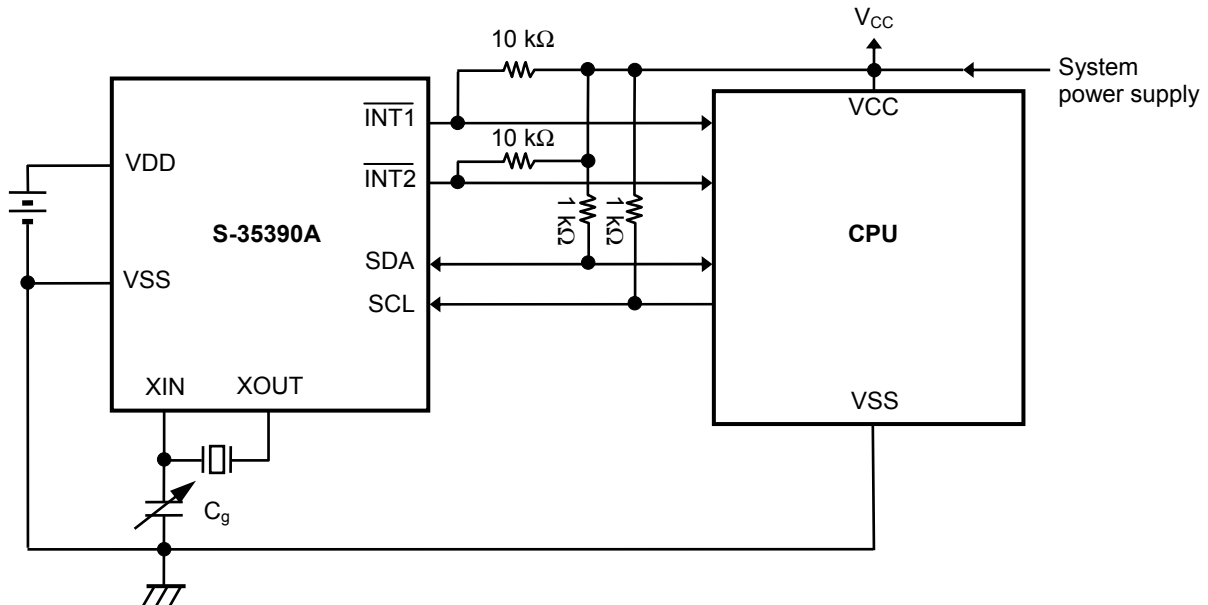 V_CC
10 kΩ
System
power supply
VCC
INT1
10 kΩ
VDD
INT2
1 kΩ
1 kΩ
S-35390A
CPU
SDA
VSS
SCL
XIN
XOUT
VSS
C_g